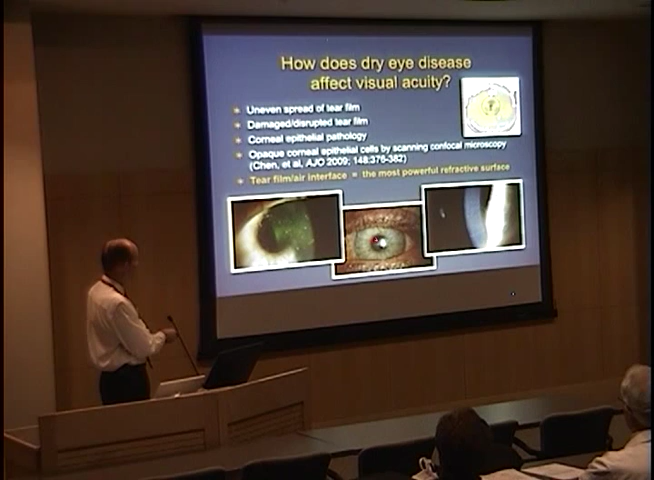 How does dry eye disease
affect visual acuity?
Uneven spread of tear film
Damaged/disrupted tear film
Corneal epithelial pathology
Opaque corneal epithelial cells by scanning confocal microscopy
(Chen, et al, AJO 2009; 148:376-382)
Tear film/air interface = the most powerful refractive surface